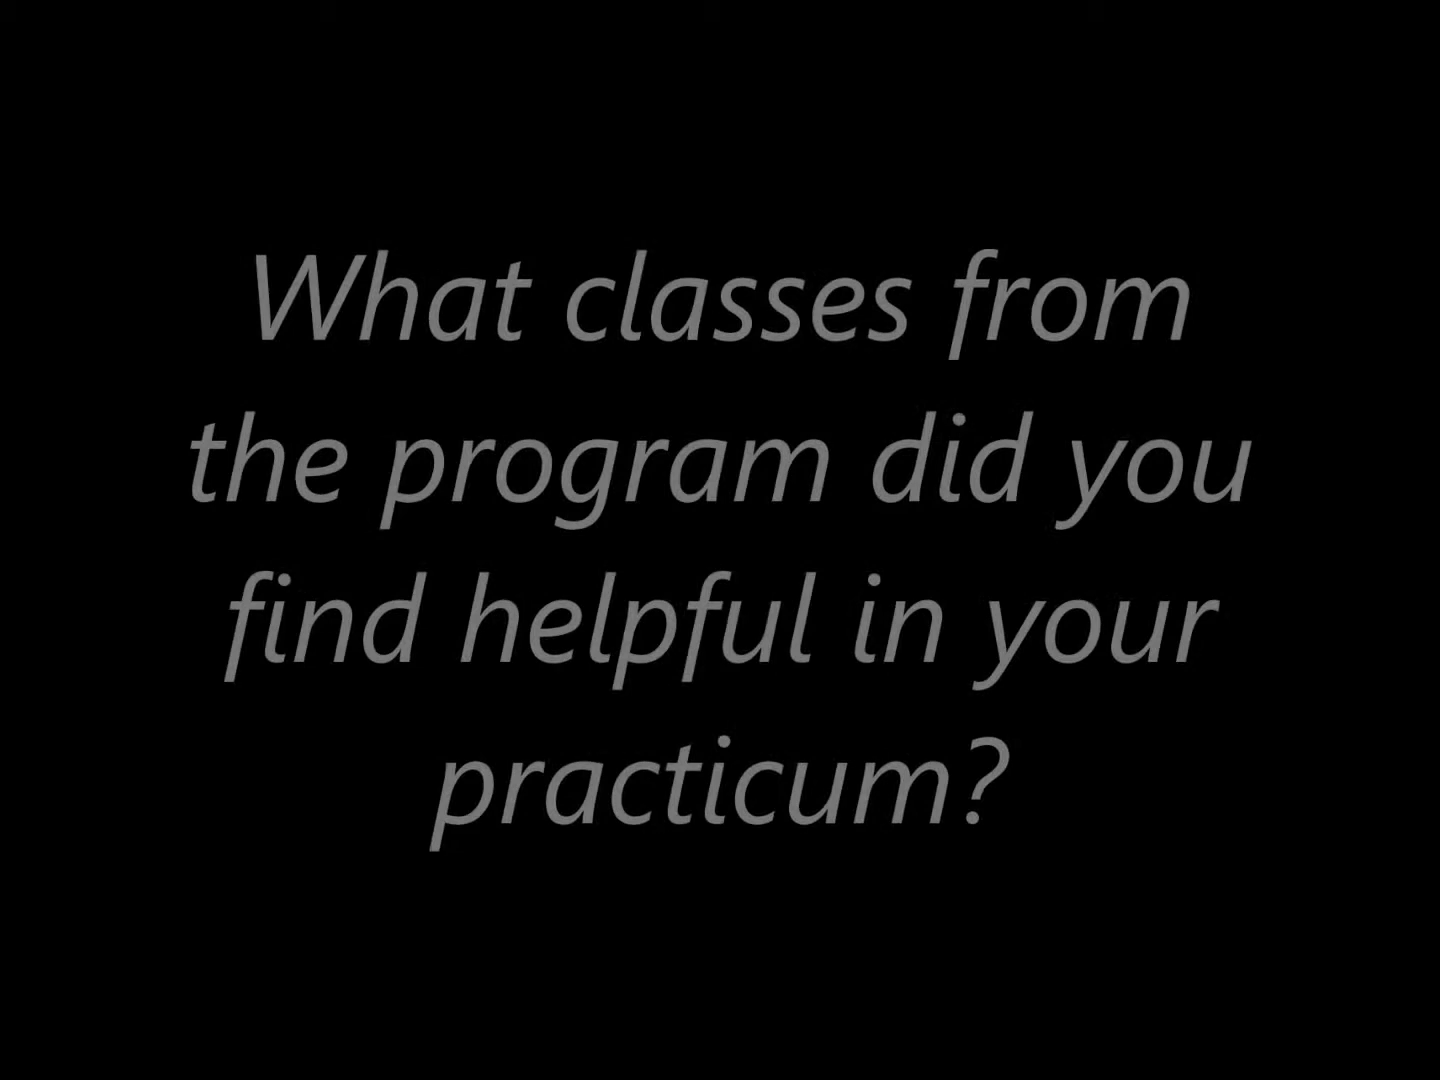 What classes from
the program did you
find helpful in your
practicum?